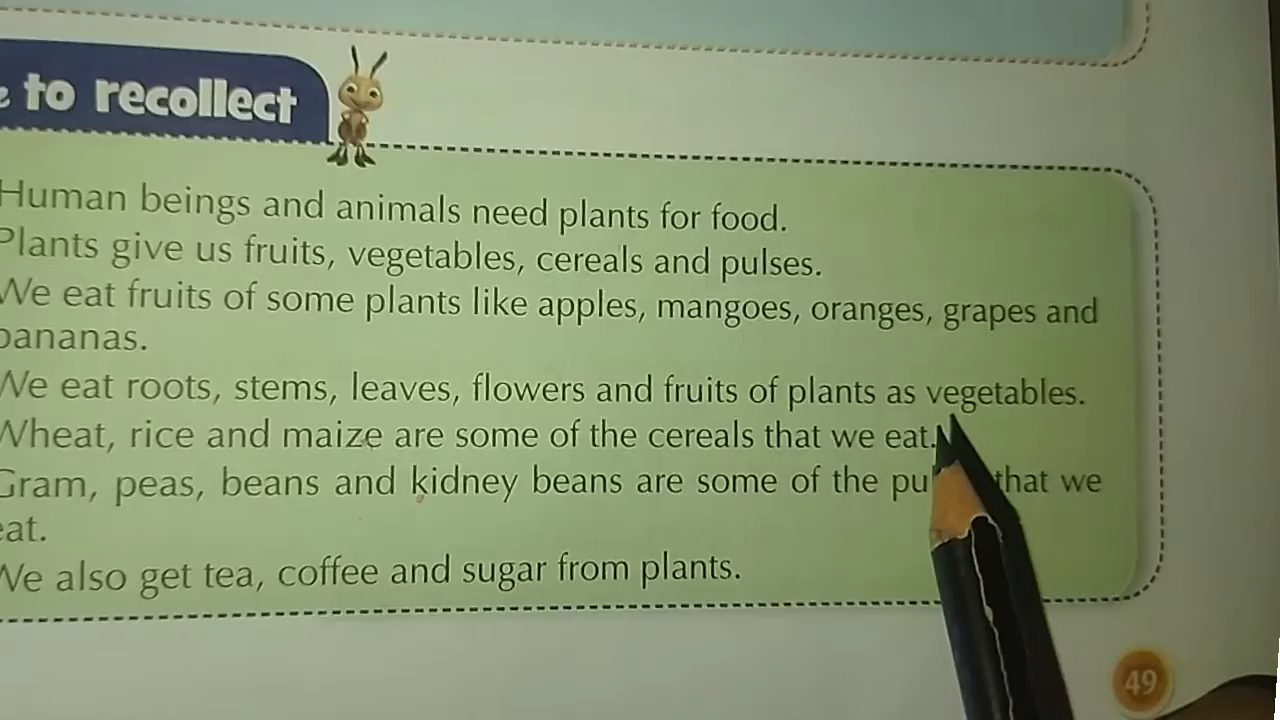 to recollect
Human beings and animals need plants for food.
Plants give us fruits, vegetables, cereals and pulses.
We eat fruits of some plants like apples, mangoes, oranges, grapes and
bananas.
We eat roots, stems, leaves, flowers and fruits of plants as vegetables.
Wheat, rice and maize are some of the cereals that we eat.
Gram, peas, beans and kidney beans are some of the that we
eat.
We also get tea, coffee and sugar from plants.
49